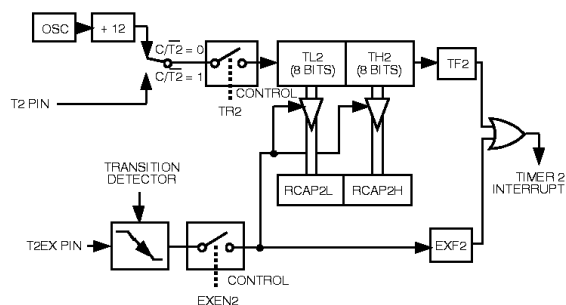 OSC
÷ 12
C/T2 = 0
C/T2 = 1
T2 PIN
CONTROL
TR2
TL2
(8 BITS)
TH2
(8 BITS)
TF2
RCAP2L
RCAP2H
TRANSITION
DETECTOR
T2EX PIN
CONTROL
EXEN2
EXF2
TIMER 2
INTERRUPT